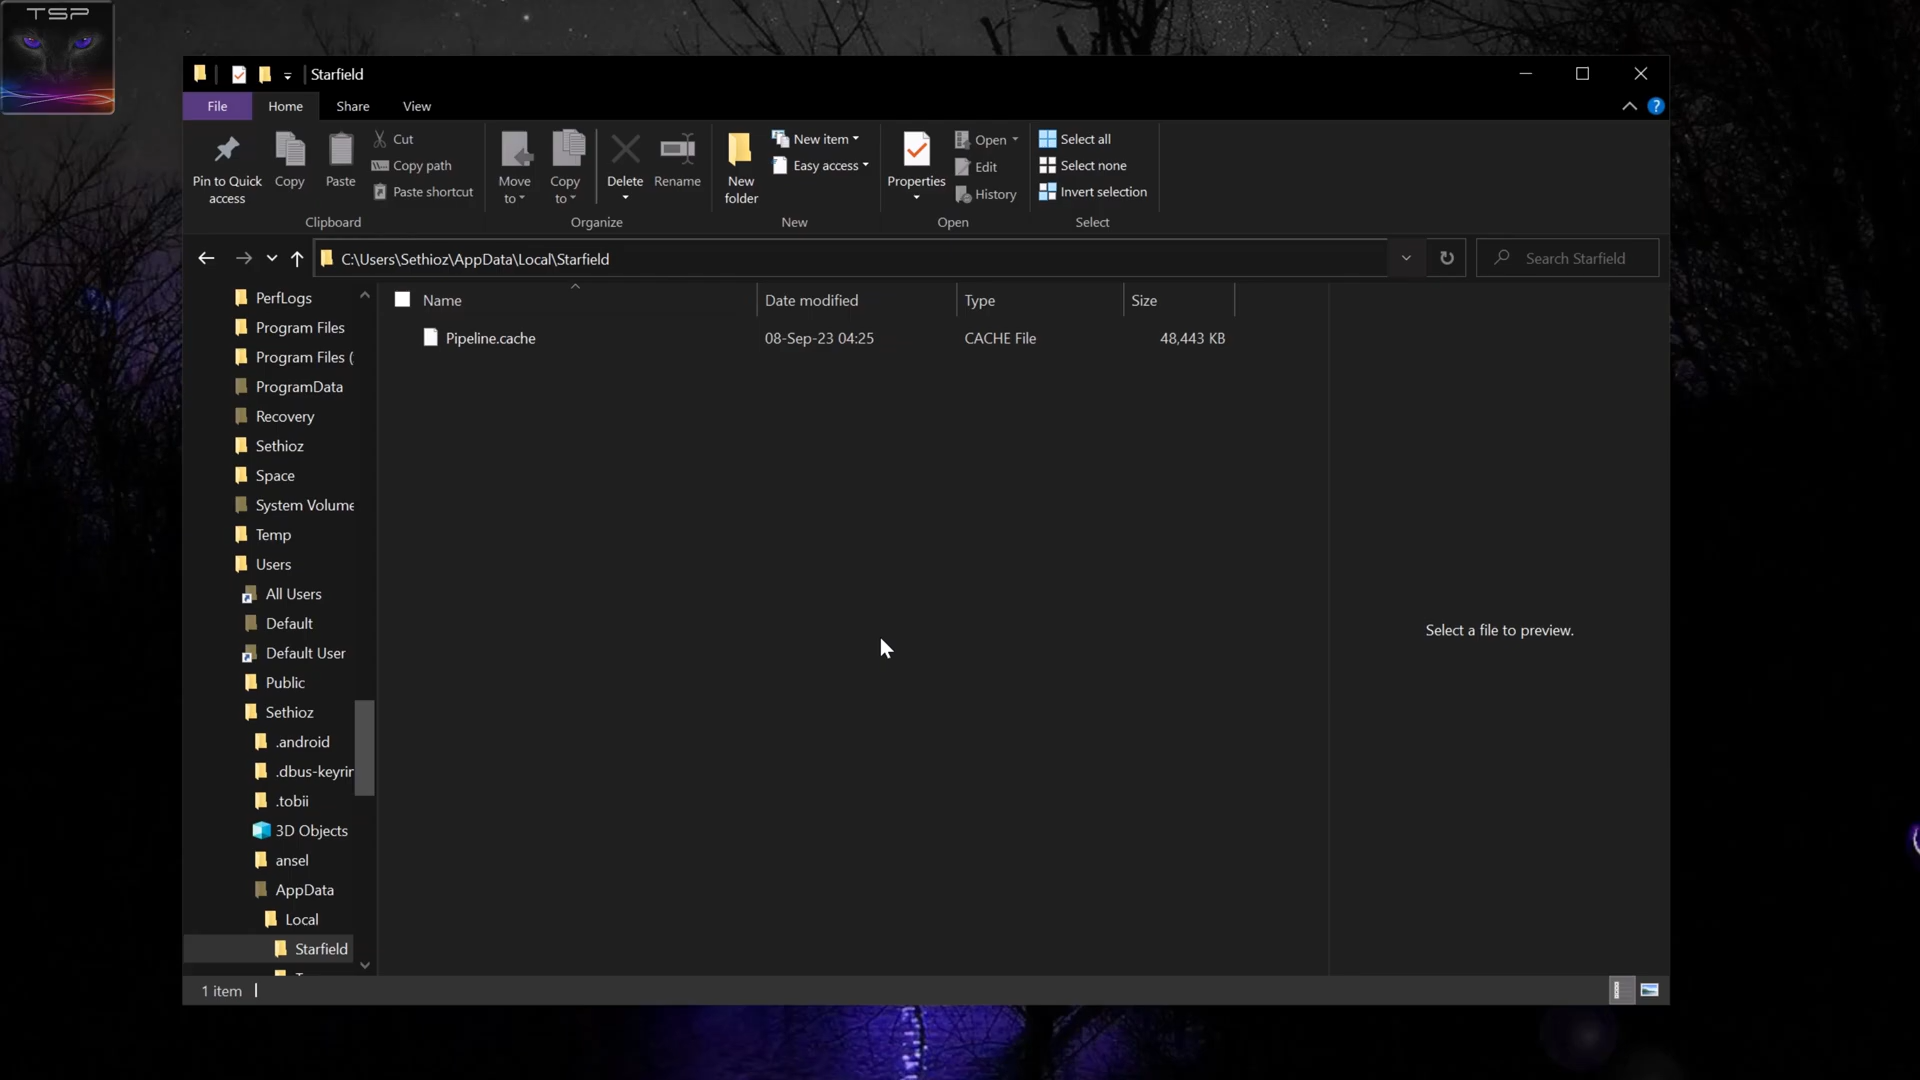 TSP
Starfield
File
Home
Share
View
?
Pin to Quick
access
Copy
Paste
Cut
Copy path
Paste shortcut
Move
to
Copy
to
Delete
Rename
New
folder
New item
Easy access
Properties
Open
Edit
History
Select all
Select none
Invert selection
Clipboard
Organize
New
Open
Select
C:\Users\Sethioz\AppData\Local\Starfield
Search Starfield
Name
Date modified
Type
Size
Pipeline.cache
08-Sep-23 04:25
CACHE File
48,443 KB
PerfLogs
Program Files
Program Files (
ProgramData
Recovery
Sethioz
Space
System Volume
Temp
Users
All Users
Default
Default User
Public
Sethioz
.android
.dbus-keyrin
.tobii
3D Objects
ansel
AppData
Local
Starfield
Select a file to preview.
1 item